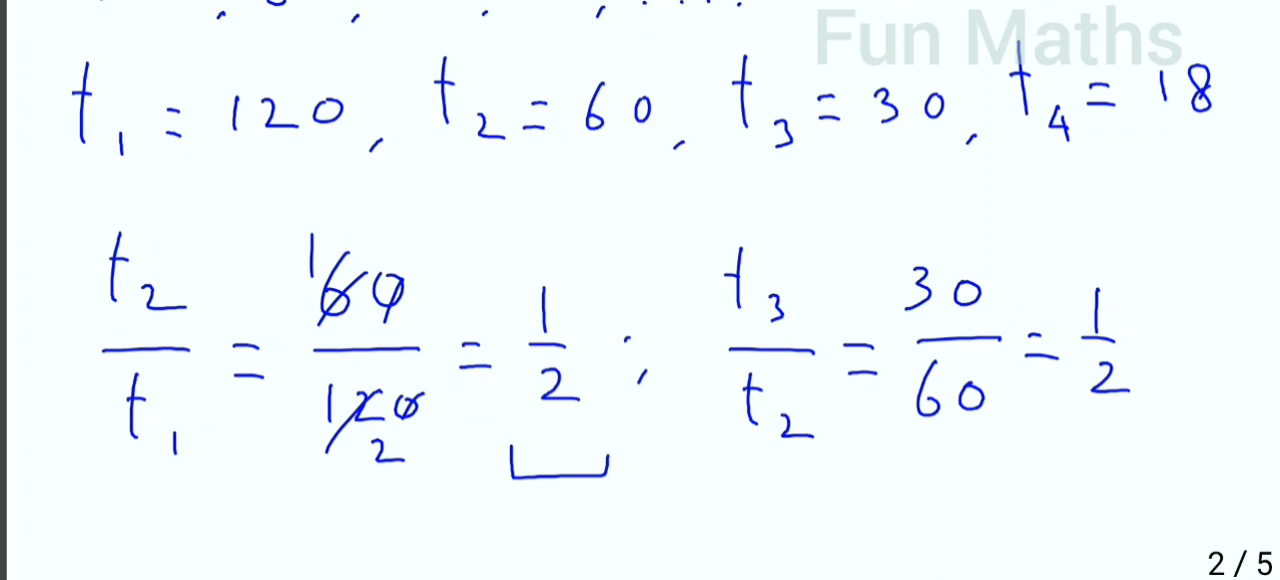 Fun Maths
t₁ = 120, t₂ = 60, t₃ = 30, t₄ = 18
t₂/t₁ = 60/120 = 1/2 ; t₃/t₂ = 30/60 = 1/2
2 / 5